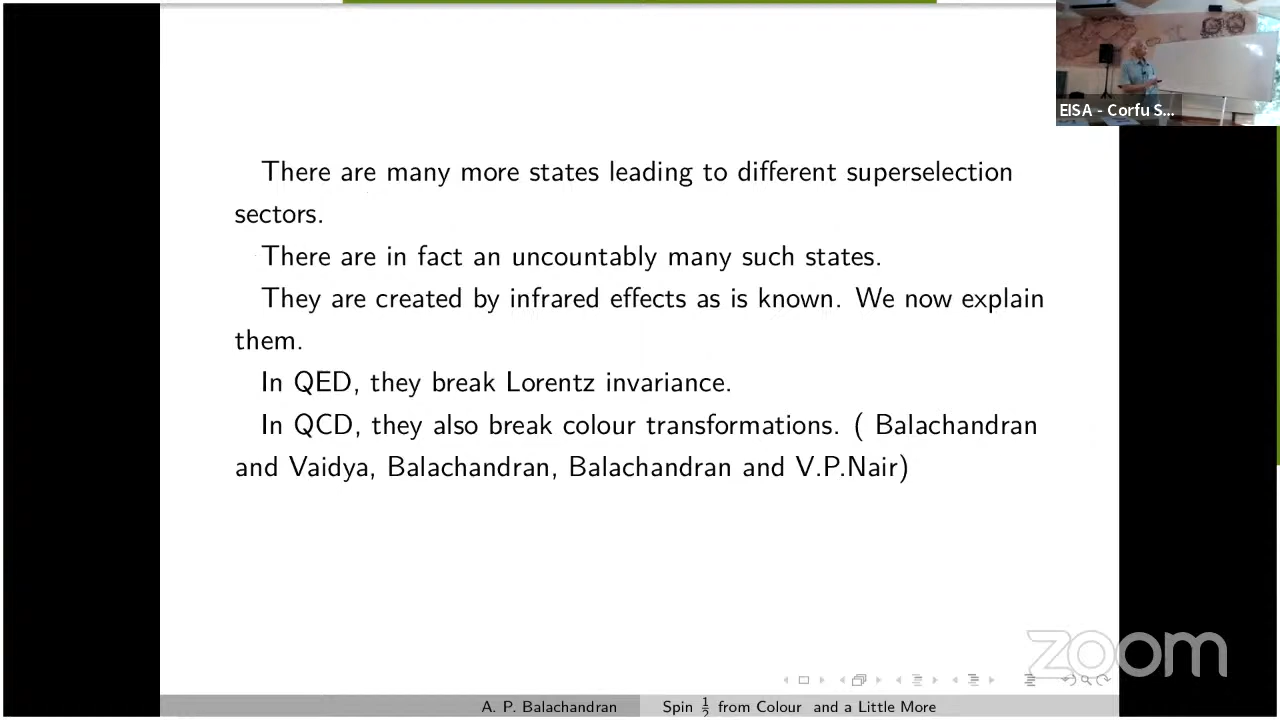 EISA - Corfu S...
There are many more states leading to different superselection
sectors.
There are in fact an uncountably many such states.
They are created by infrared effects as is known. We now explain
them.
In QED, they break Lorentz invariance.
In QCD, they also break colour transformations. ( Balachandran
and Vaidya, Balachandran, Balachandran and V.P.Nair)
zoom
A. P. Balachandran
Spin 1/2 from Colour and a Little More